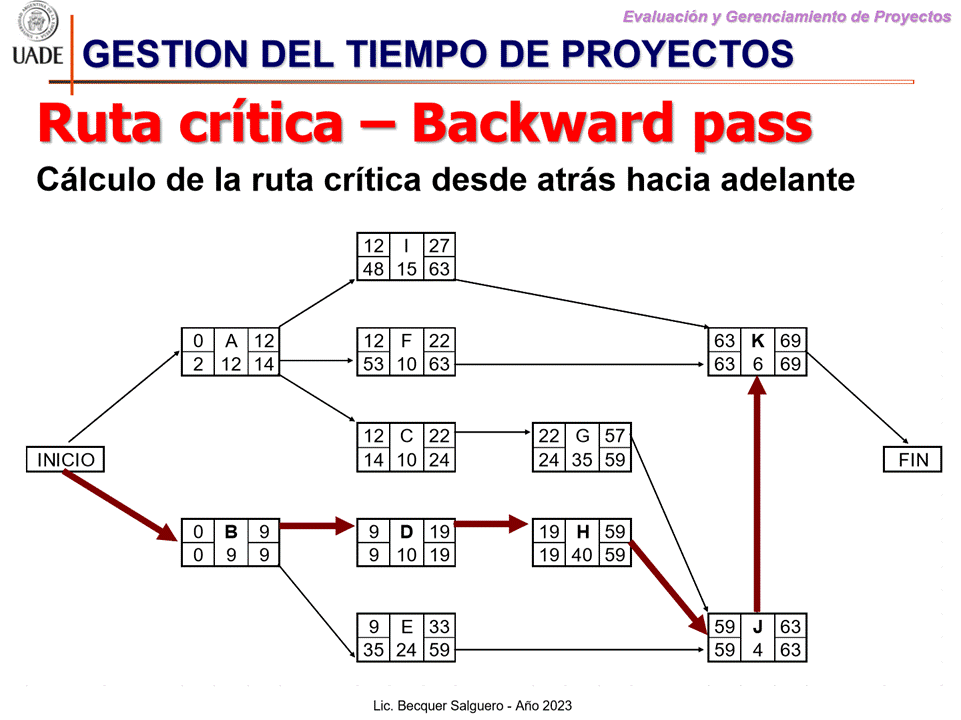 Evaluación y Gerenciamiento de Proyectos
UADE
GESTION DEL TIEMPO DE PROYECTOS
Ruta crítica – Backward pass
Cálculo de la ruta crítica desde atrás hacia adelante
12 I 27
48 15 63
0 A 12
2 12 14
12 F 22
53 10 63
63 K 69
63 6 69
12 C 22
14 10 24
22 G 57
24 35 59
INICIO
FIN
0 B 9
0 9 9
9 D 19
9 10 19
19 H 59
19 40 59
9 E 33
35 24 59
59 J 63
59 4 63
Lic. Becquer Salguero - Año 2023